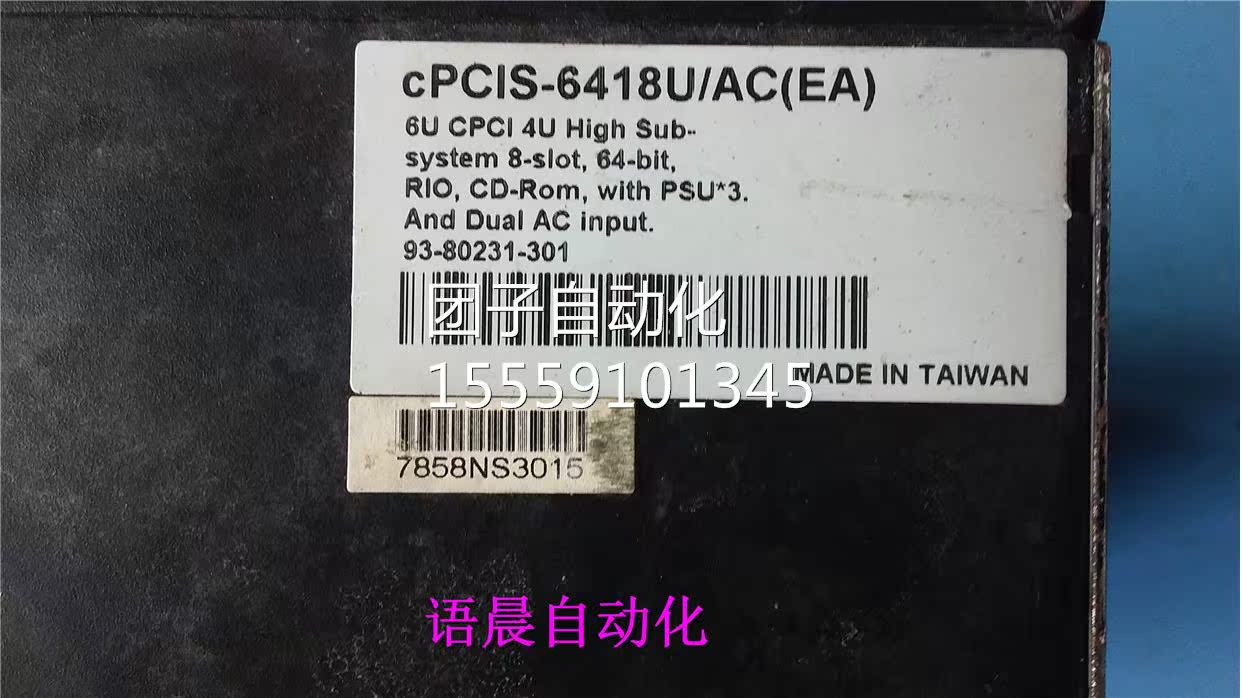 cPCIS-6418U/AC(EA)
6U CPCI 4U High Sub-
system 8-slot, 64-bit,
RIO, CD-Rom, with PSU*3.
And Dual AC input.
93-80231-301
团子自动化
15559101345
MADE IN TAIWAN
7858NS3015
语晨自动化